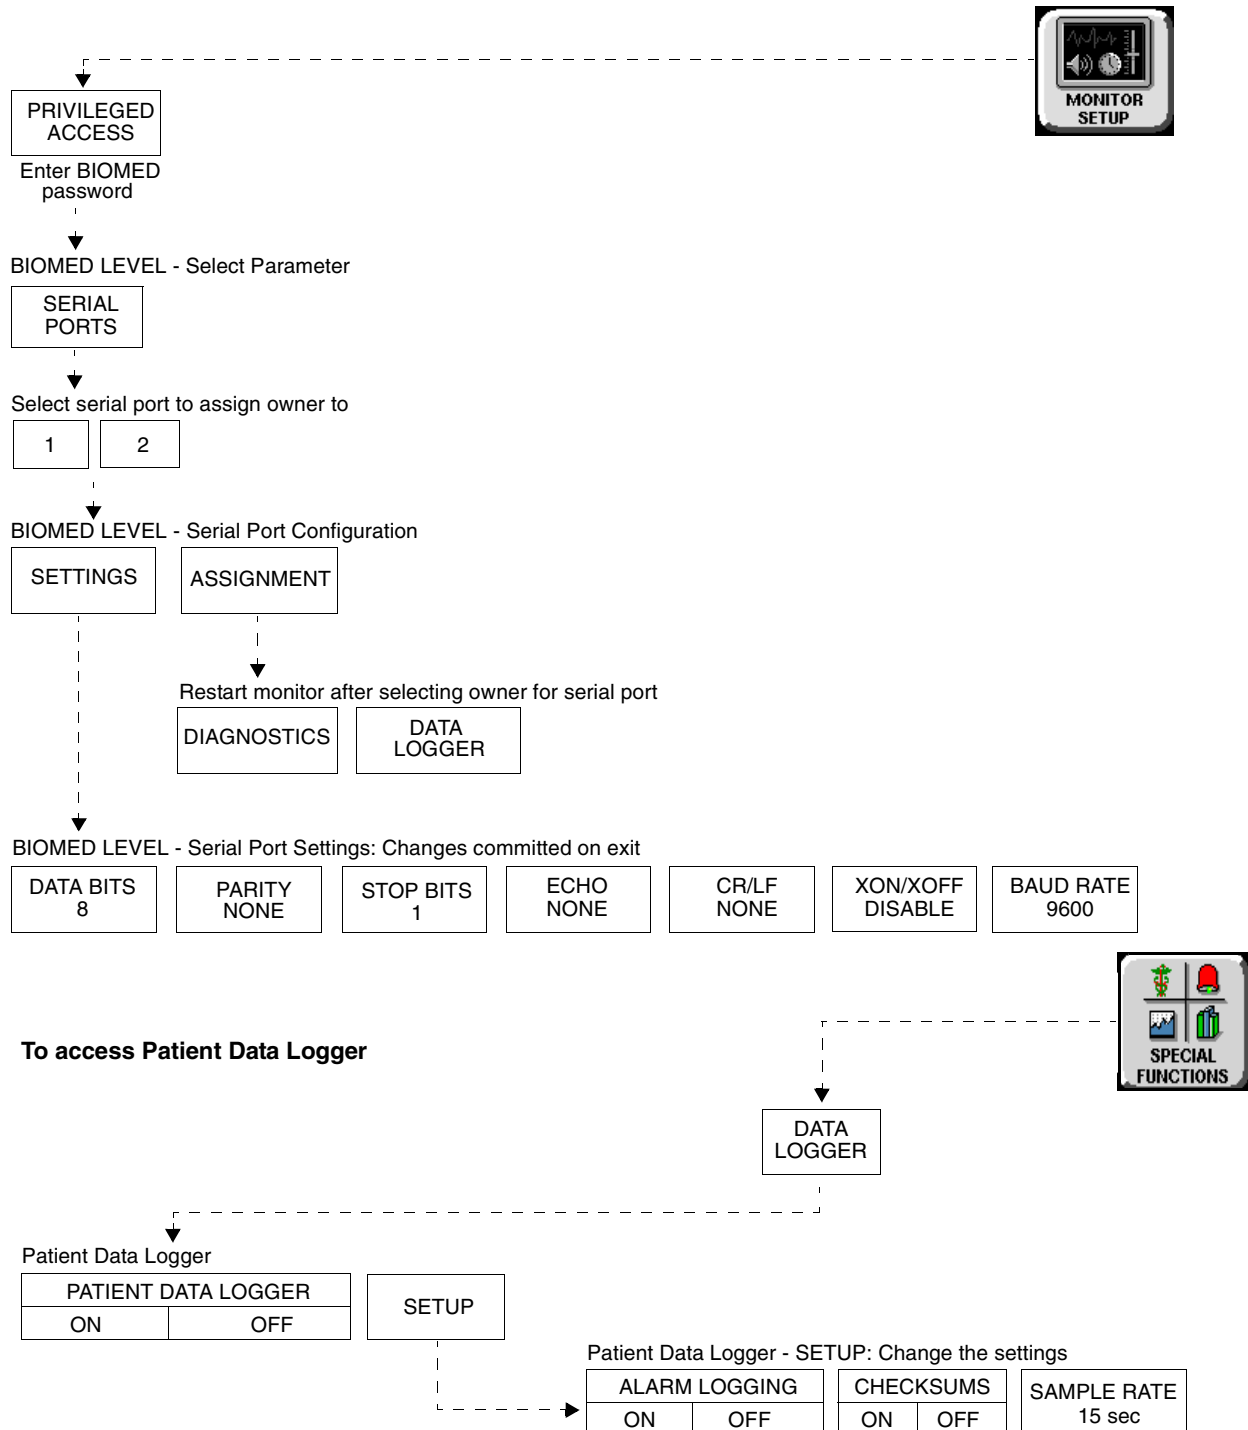 MONITOR
SETUP
PRIVILEGED
ACCESS
Enter BIOMED
password
BIOMED LEVEL - Select Parameter
SERIAL
PORTS
Select serial port to assign owner to
1 2
BIOMED LEVEL - Serial Port Configuration
SETTINGS ASSIGNMENT
Restart monitor after selecting owner for serial port
DIAGNOSTICS
DATA
LOGGER
BIOMED LEVEL - Serial Port Settings: Changes committed on exit
DATA BITS
8
PARITY
NONE
STOP BITS
1
ECHO
NONE
CR/LF
NONE
XON/XOFF
DISABLE
BAUD RATE
9600
SPECIAL
FUNCTIONS
To access Patient Data Logger
DATA
LOGGER
Patient Data Logger
PATIENT DATA LOGGER
ON OFF
SETUP
Patient Data Logger - SETUP: Change the settings
ALARM LOGGING
ON OFF
CHECKSUMS
ON OFF
SAMPLE RATE
15 sec